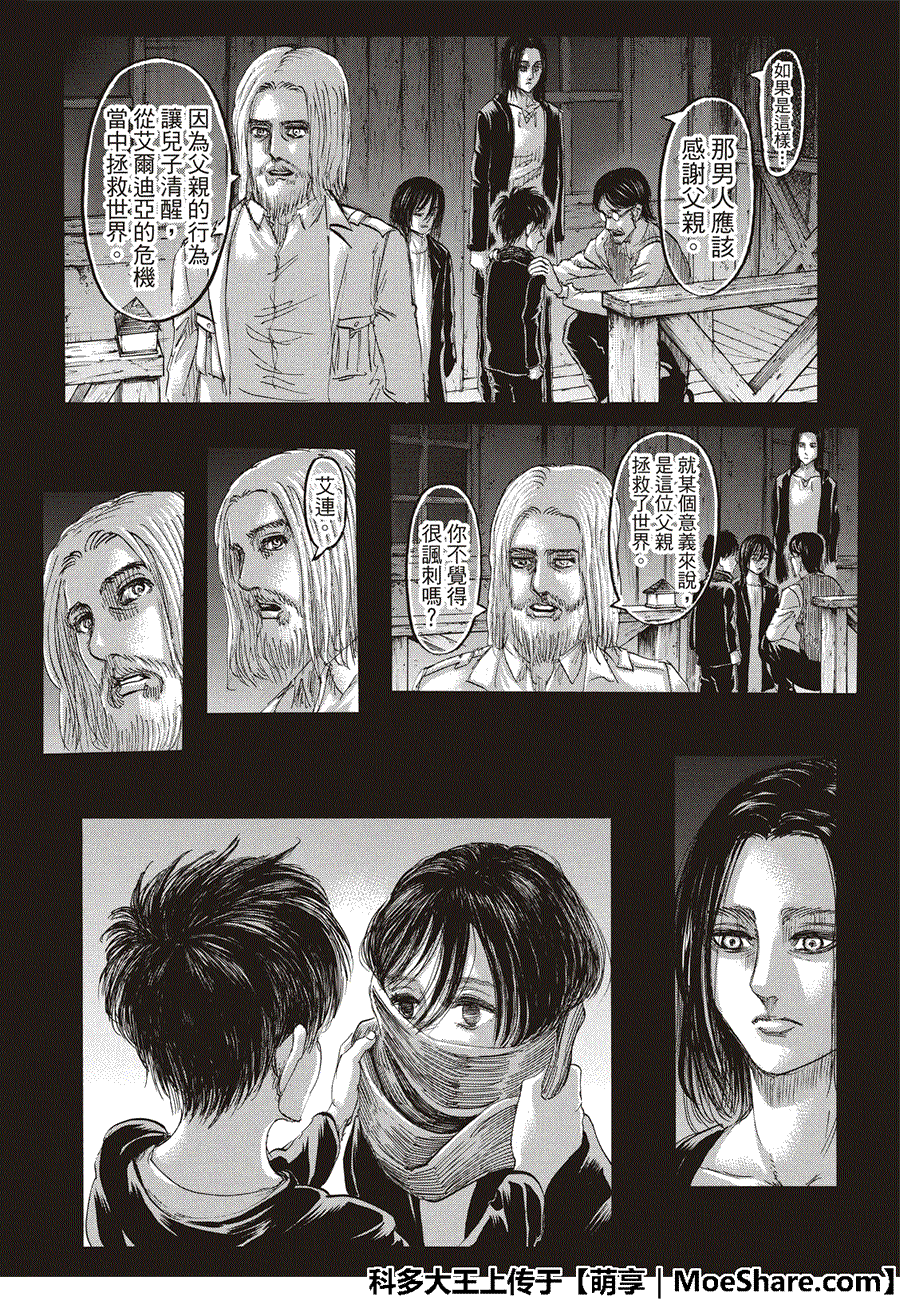 如果是這樣…
那男人應該
感謝父親。
因為父親的行為
讓兒子清醒，
從艾爾迪亞的危機
當中拯救世界。
就某個意義來說，
是這位父親
拯救了世界。
你不覺得
很諷刺嗎？
艾連。
科多大王上传于【萌享｜MoeShare.com】